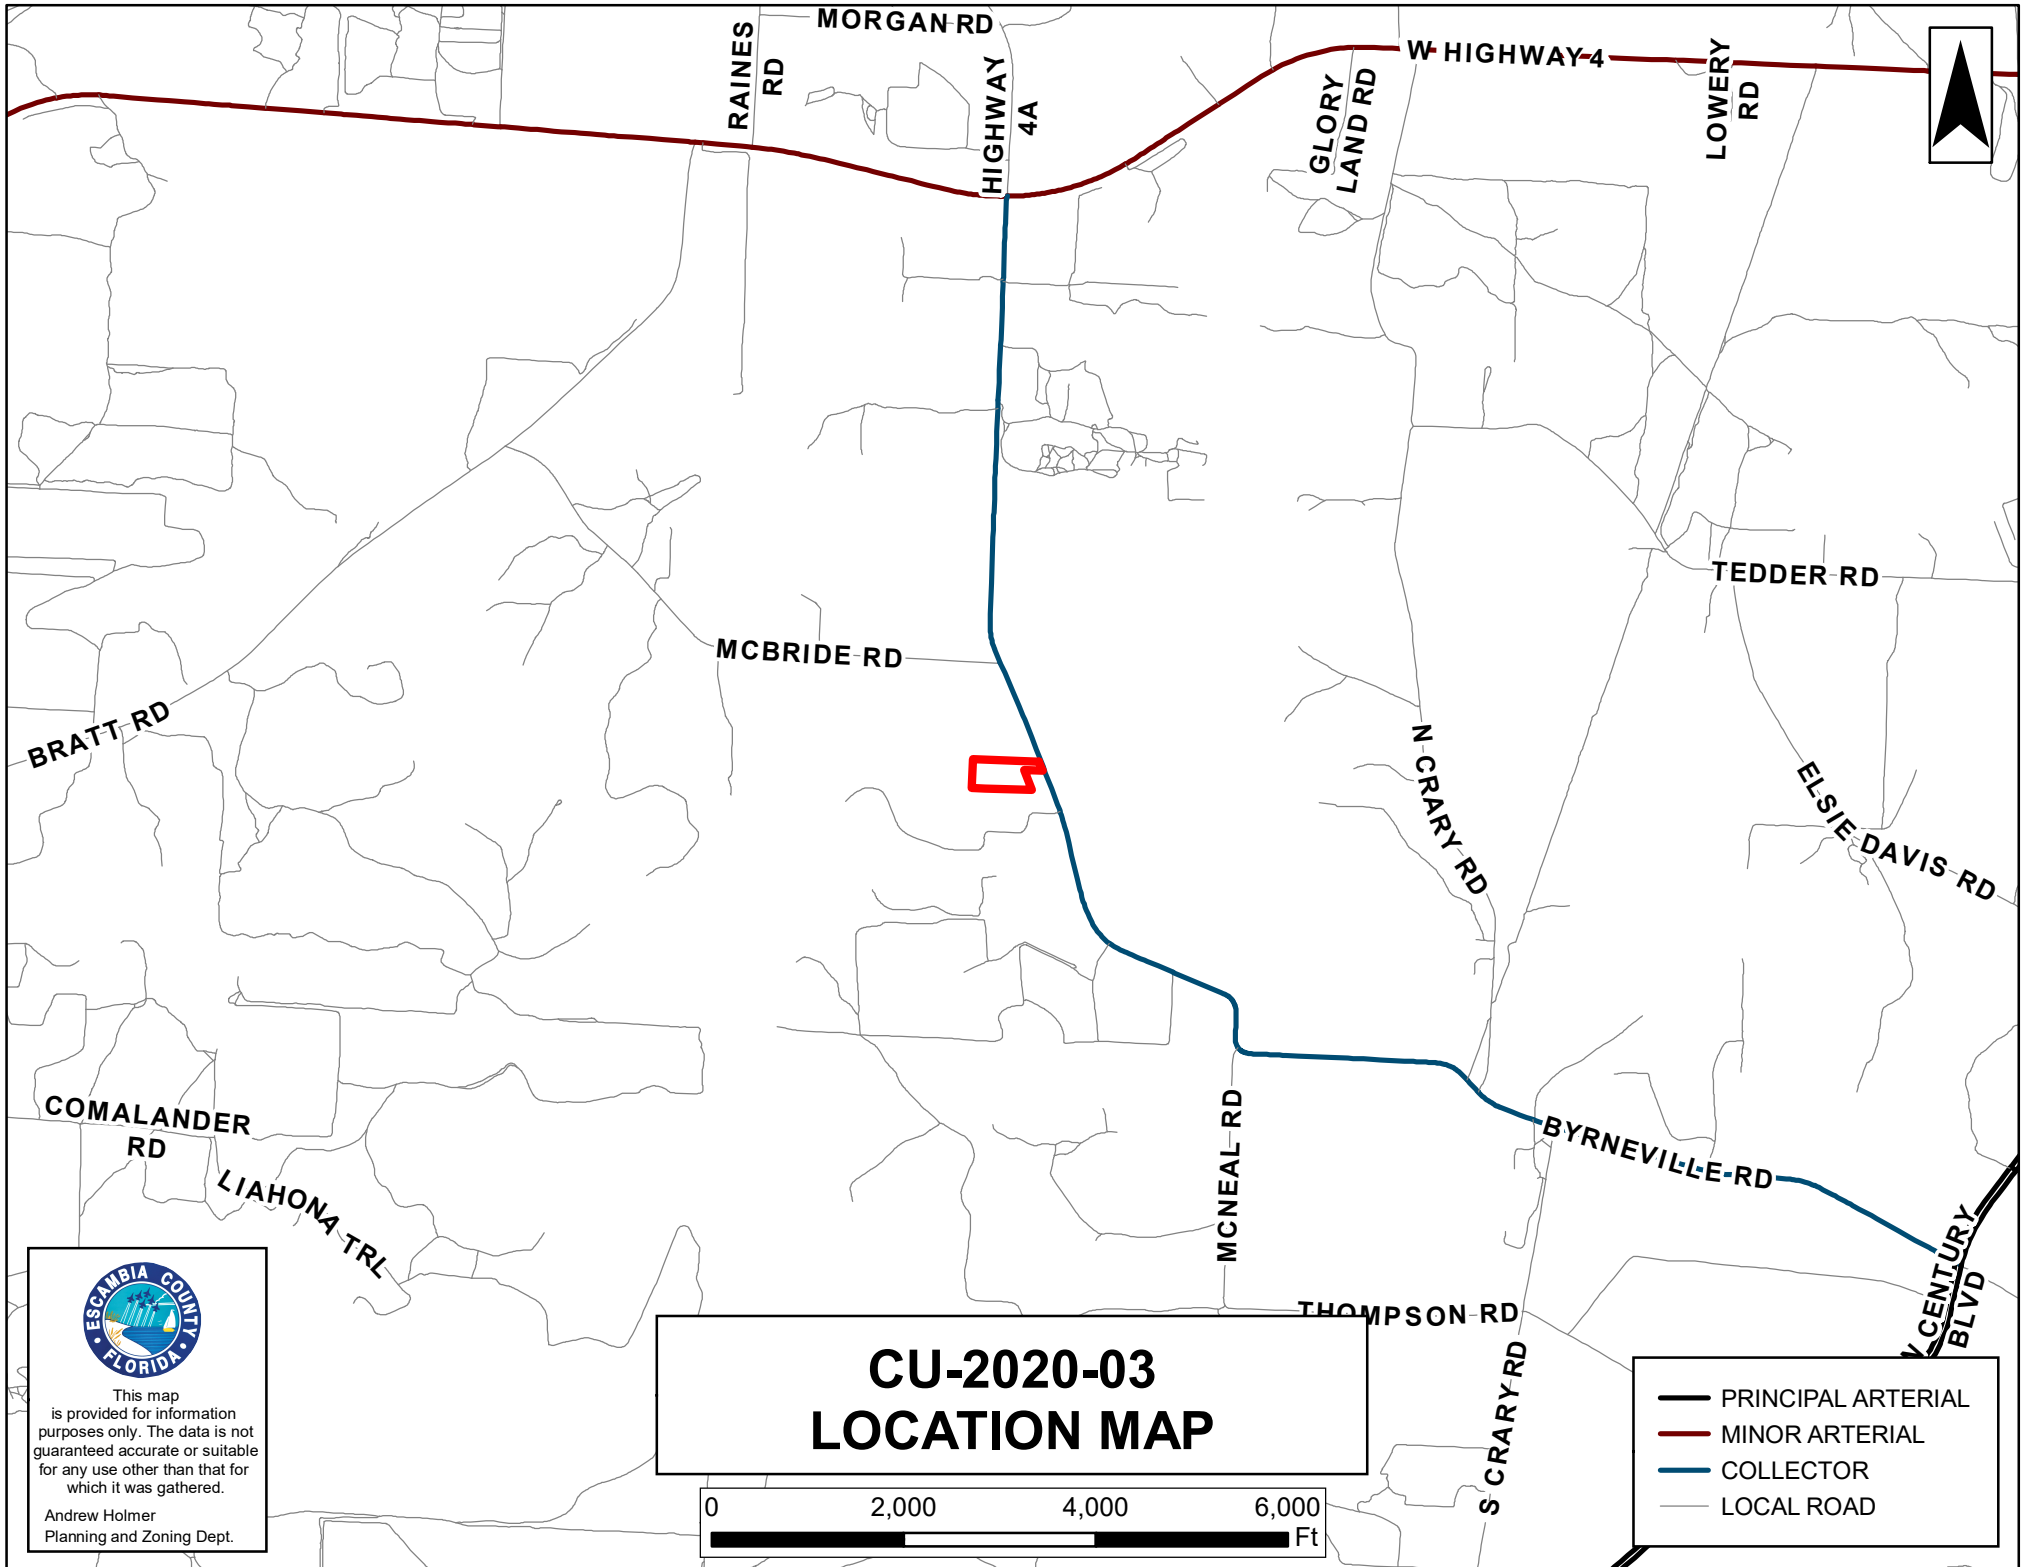 MORGAN RD
RAINES
RD
HIGHWAY
4A
W HIGHWAY 4
GLORY
LAND RD
LOWERY
RD
TEDDER RD
MCBRIDE RD
BRATT RD
N CRARY RD
ELSIE DAVIS RD
COMALANDER
RD
LIAHONA TRL
MCNEAL RD
BYRNEVILLE RD
N CENTURY
BLVD
THOMPSON RD
S CRARY RD
ESCAMBIA COUNTY
FLORIDA
This map
is provided for information
purposes only. The data is not
guaranteed accurate or suitable
for any use other than that for
which it was gathered.
Andrew Holmer
Planning and Zoning Dept.
CU-2020-03
LOCATION MAP
0 2,000 4,000 6,000
Ft
PRINCIPAL ARTERIAL
MINOR ARTERIAL
COLLECTOR
LOCAL ROAD